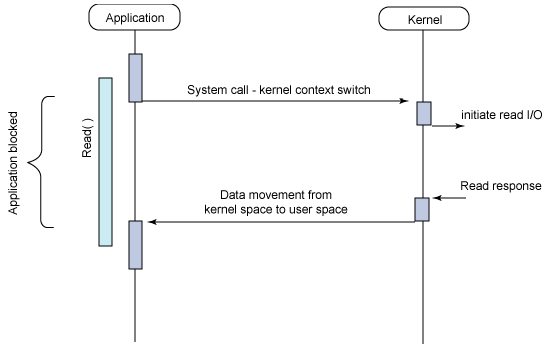 Application
Kernel
System call - kernel context switch
initiate read I/O
Application blocked
Read( )
Read response
Data movement from
kernel space to user space